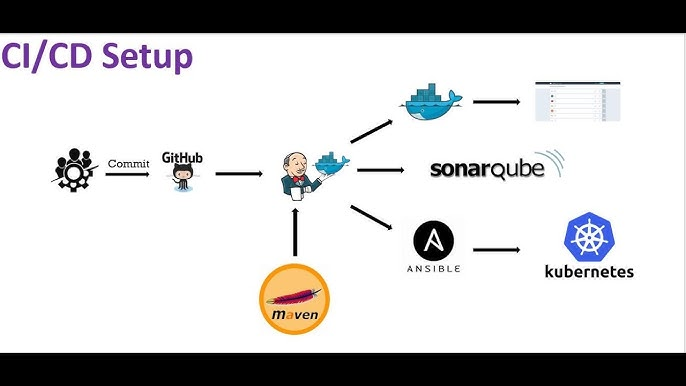 CI/CD Setup
Commit
GitHub
sonarqube
ANSIBLE
kubernetes
maven